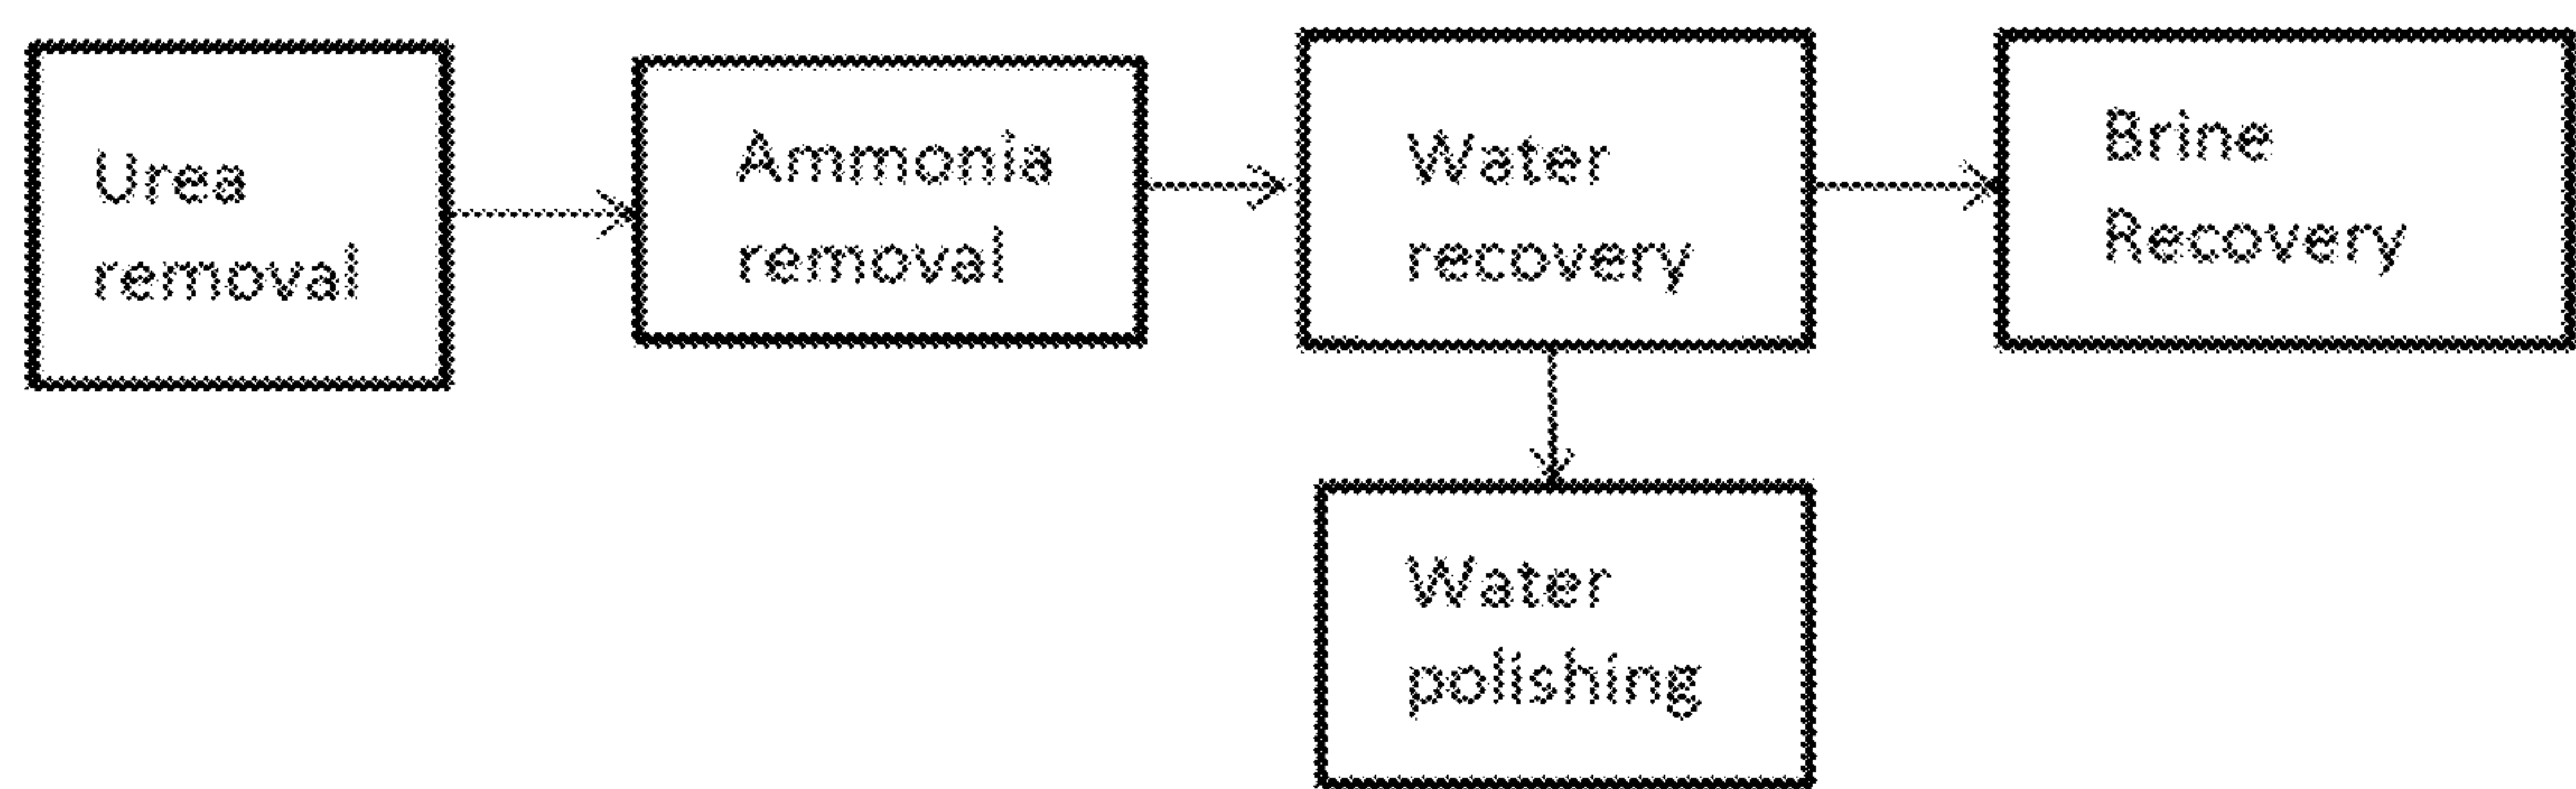 Urea
removal
Ammonia
removal
Water
recovery
Brine
Recovery
Water
polishing